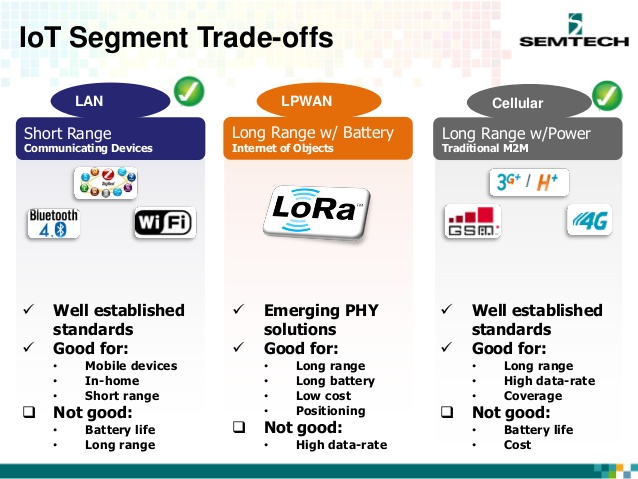 IoT Segment Trade-offs
SEMTECH
LAN
Short Range
Communicating Devices
ZigBee
Bluetooth
4.0
WiFi
Well established
standards
Good for:
Mobile devices
In-home
Short range
Not good:
Battery life
Long range
LPWAN
Long Range w/ Battery
Internet of Objects
LoRa™
Emerging PHY
solutions
Good for:
Long range
Long battery
Low cost
Positioning
Not good:
High data-rate
Cellular
Long Range w/Power
Traditional M2M
3G+ / H+
GSM
4G
Well established
standards
Good for:
Long range
High data-rate
Coverage
Not good:
Battery life
Cost